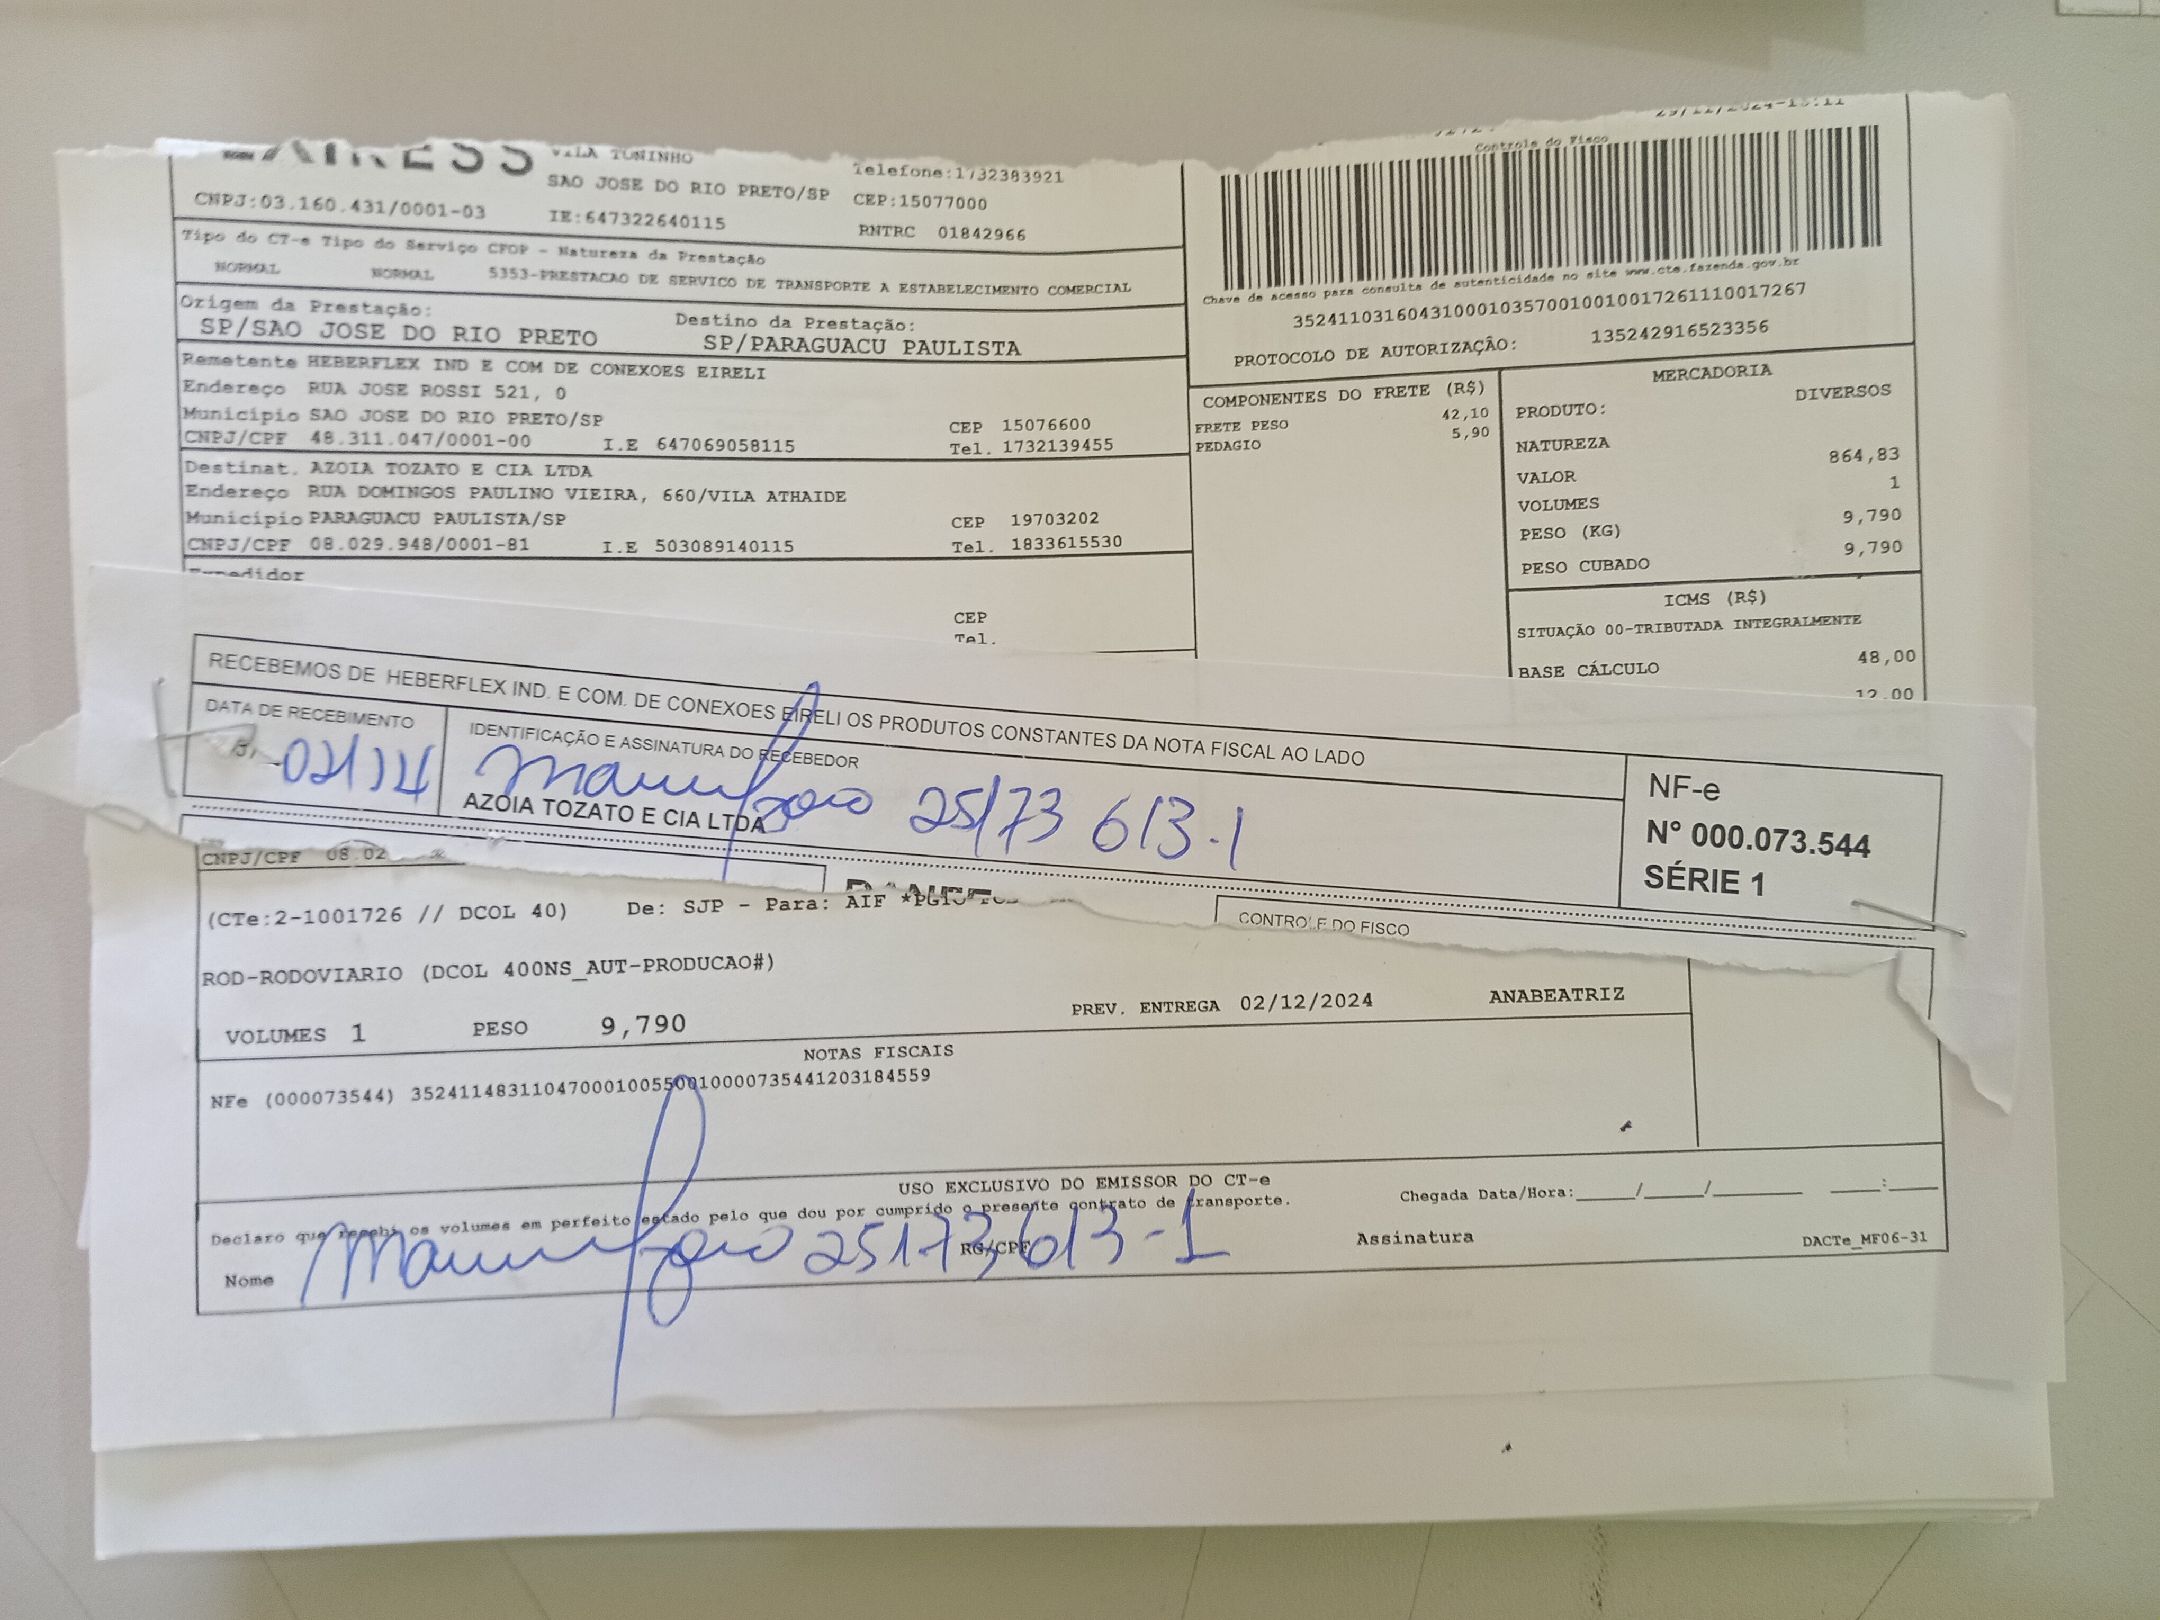 VILA TONINHO
Telefone:1732383921
SAO JOSE DO RIO PRETO/SP CEP:15077000
CNPJ:03.160.431/0001-03 IE:647322640115 RNTRC 01842966
Tipo do CT-e Tipo do Serviço CFOP - Natureza da Prestação
NORMAL NORMAL 5353-PRESTACAO DE SERVICO DE TRANSPORTE A ESTABELECIMENTO COMERCIAL
Origem da Prestação: Destino da Prestação:
SP/SAO JOSE DO RIO PRETO SP/PARAGUACU PAULISTA
Remetente HEBERFLEX IND E COM DE CONEXOES EIRELI
Endereço RUA JOSE ROSSI 521, 0
Município SAO JOSE DO RIO PRETO/SP CEP 15076600
CNPJ/CPF 48.311.047/0001-00 I.E 647069058115 Tel. 1732139455
Destinat. AZOIA TOZATO E CIA LTDA
Endereço RUA DOMINGOS PAULINO VIEIRA, 660/VILA ATHAIDE
Município PARAGUACU PAULISTA/SP CEP 19703202
CNPJ/CPF 08.029.948/0001-81 I.E 503089140115 Tel. 1833615530
Expedidor
CEP
Tel.
Controle do Fisco
Chave de acesso para consulta de autenticidade no site www.cte.fazenda.gov.br
35241103160431000103570010010017261110017267
PROTOCOLO DE AUTORIZAÇÃO: 135242916523356
COMPONENTES DO FRETE (R$)
FRETE PESO 42,10
PEDAGIO 5,90
MERCADORIA
PRODUTO: DIVERSOS
NATUREZA
VALOR 864,83
VOLUMES 1
PESO (KG) 9,790
PESO CUBADO 9,790
ICMS (R$)
SITUAÇÃO 00-TRIBUTADA INTEGRALMENTE
BASE CÁLCULO 48,00
12,00
RECEBEMOS DE HEBERFLEX IND. E COM. DE CONEXOES EIRELI OS PRODUTOS CONSTANTES DA NOTA FISCAL AO LADO
DATA DE RECEBIMENTO IDENTIFICAÇÃO E ASSINATURA DO RECEBEDOR
25173613-1
AZOIA TOZATO E CIA LTDA
NF-e
Nº 000.073.544
SÉRIE 1
CNPJ/CPF 08.02
CONTROLE DO FISCO
(CTe:2-1001726 // DCOL 40) De: SJP - Para: AIF
ROD-RODOVIARIO (DCOL 400NS_AUT-PRODUCAO#)
VOLUMES 1 PESO 9,790 PREV. ENTREGA 02/12/2024 ANABEATRIZ
NOTAS FISCAIS
NFe (000073544) 35241148311047000100550010000735441203184559
USO EXCLUSIVO DO EMISSOR DO CT-e
Declaro que recebi os volumes em perfeito estado pelo que dou por cumprido o presente contrato de transporte.
Chegada Data/Hora:_____/_____/________ ____:____
Nome RG/CPF 25173613-1 Assinatura DACTe_MF06-31